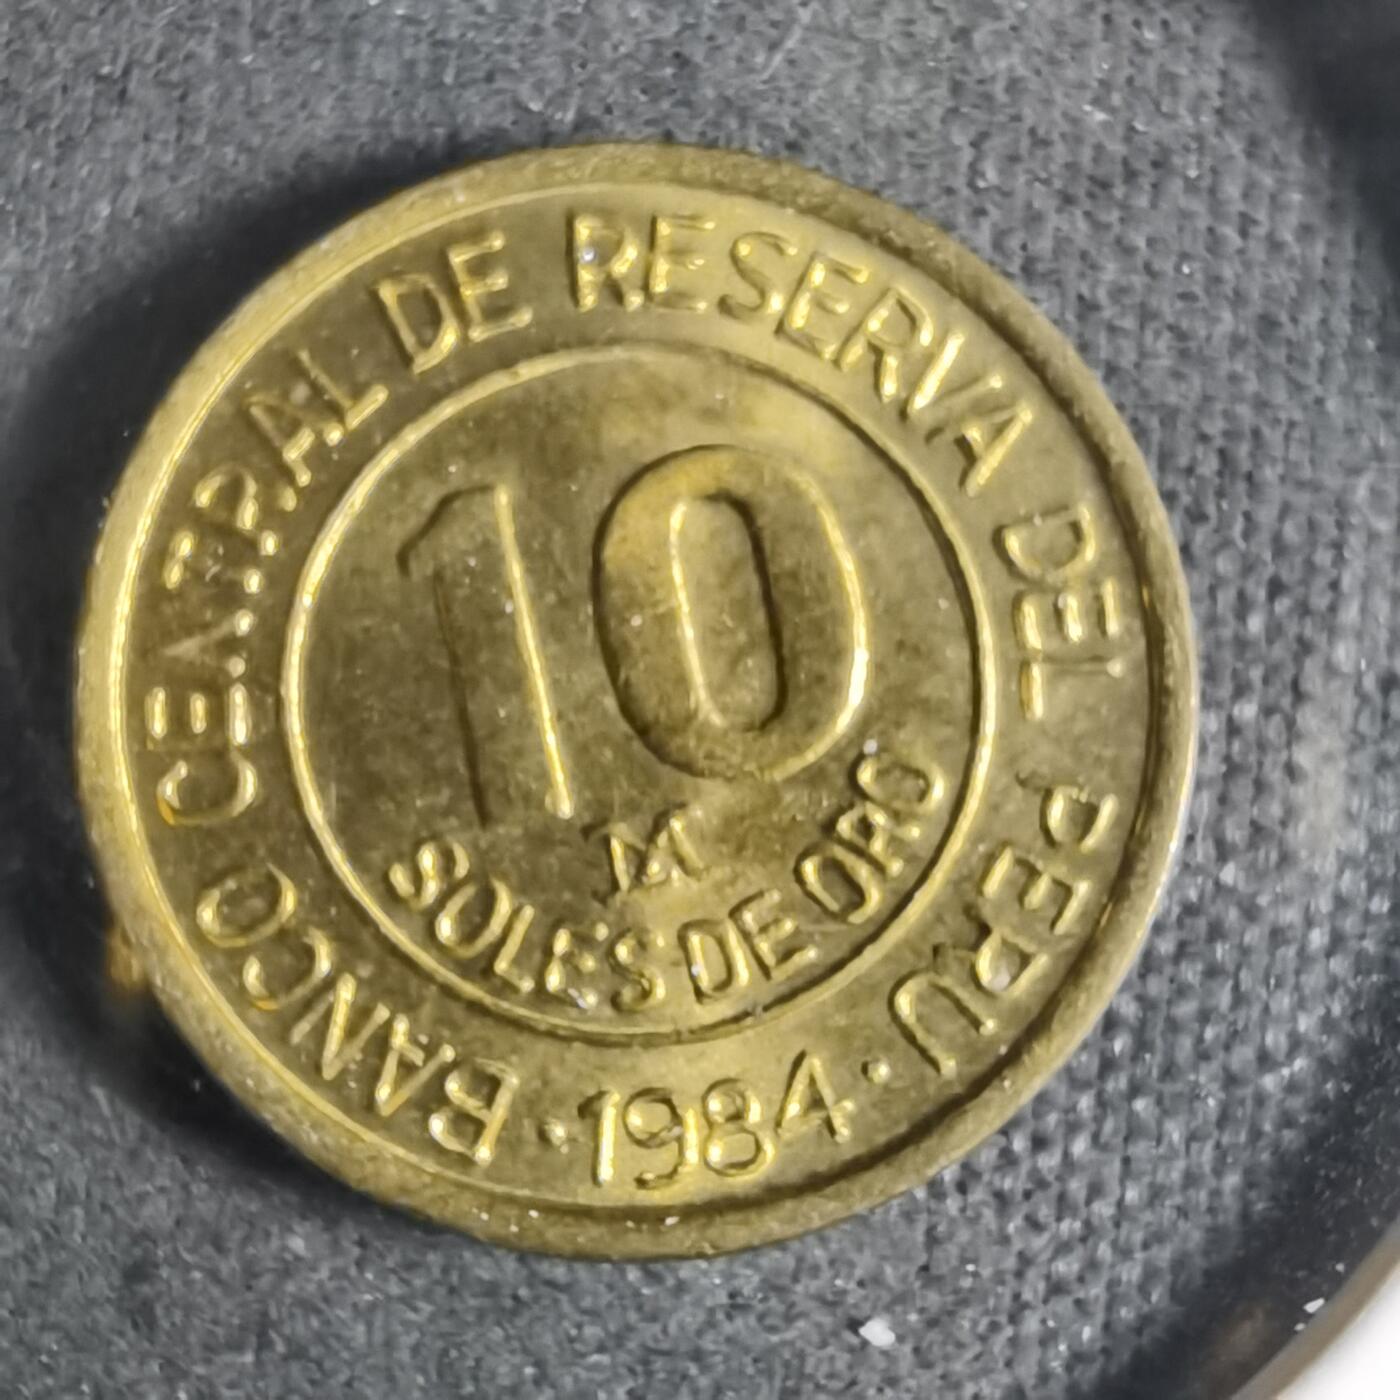 BANCO CENTRAL DE RESERVA DEL PERU
10
M
SOLES DE ORO
· 1984 ·